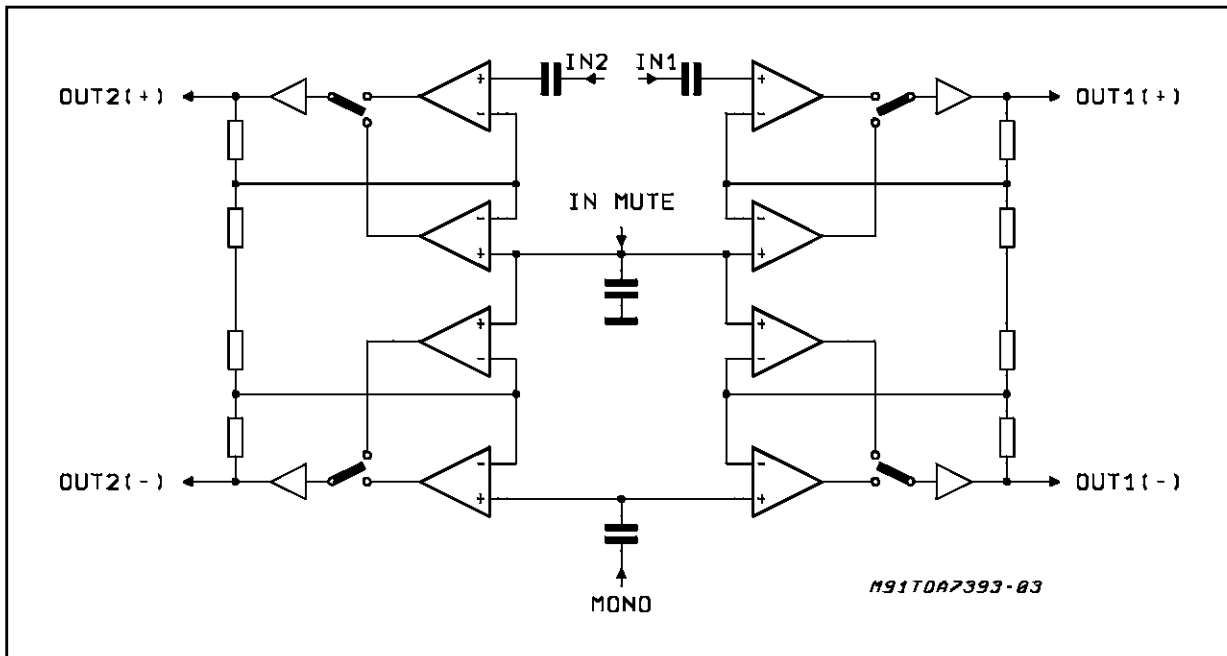 IN2 IN1
OUT2(+) OUT1(+)
IN MUTE
OUT2(-) OUT1(-)
MONO
M91TDA7393-03
+
-
-
+
+
-
-
+
+
-
-
+
+
-
-
+